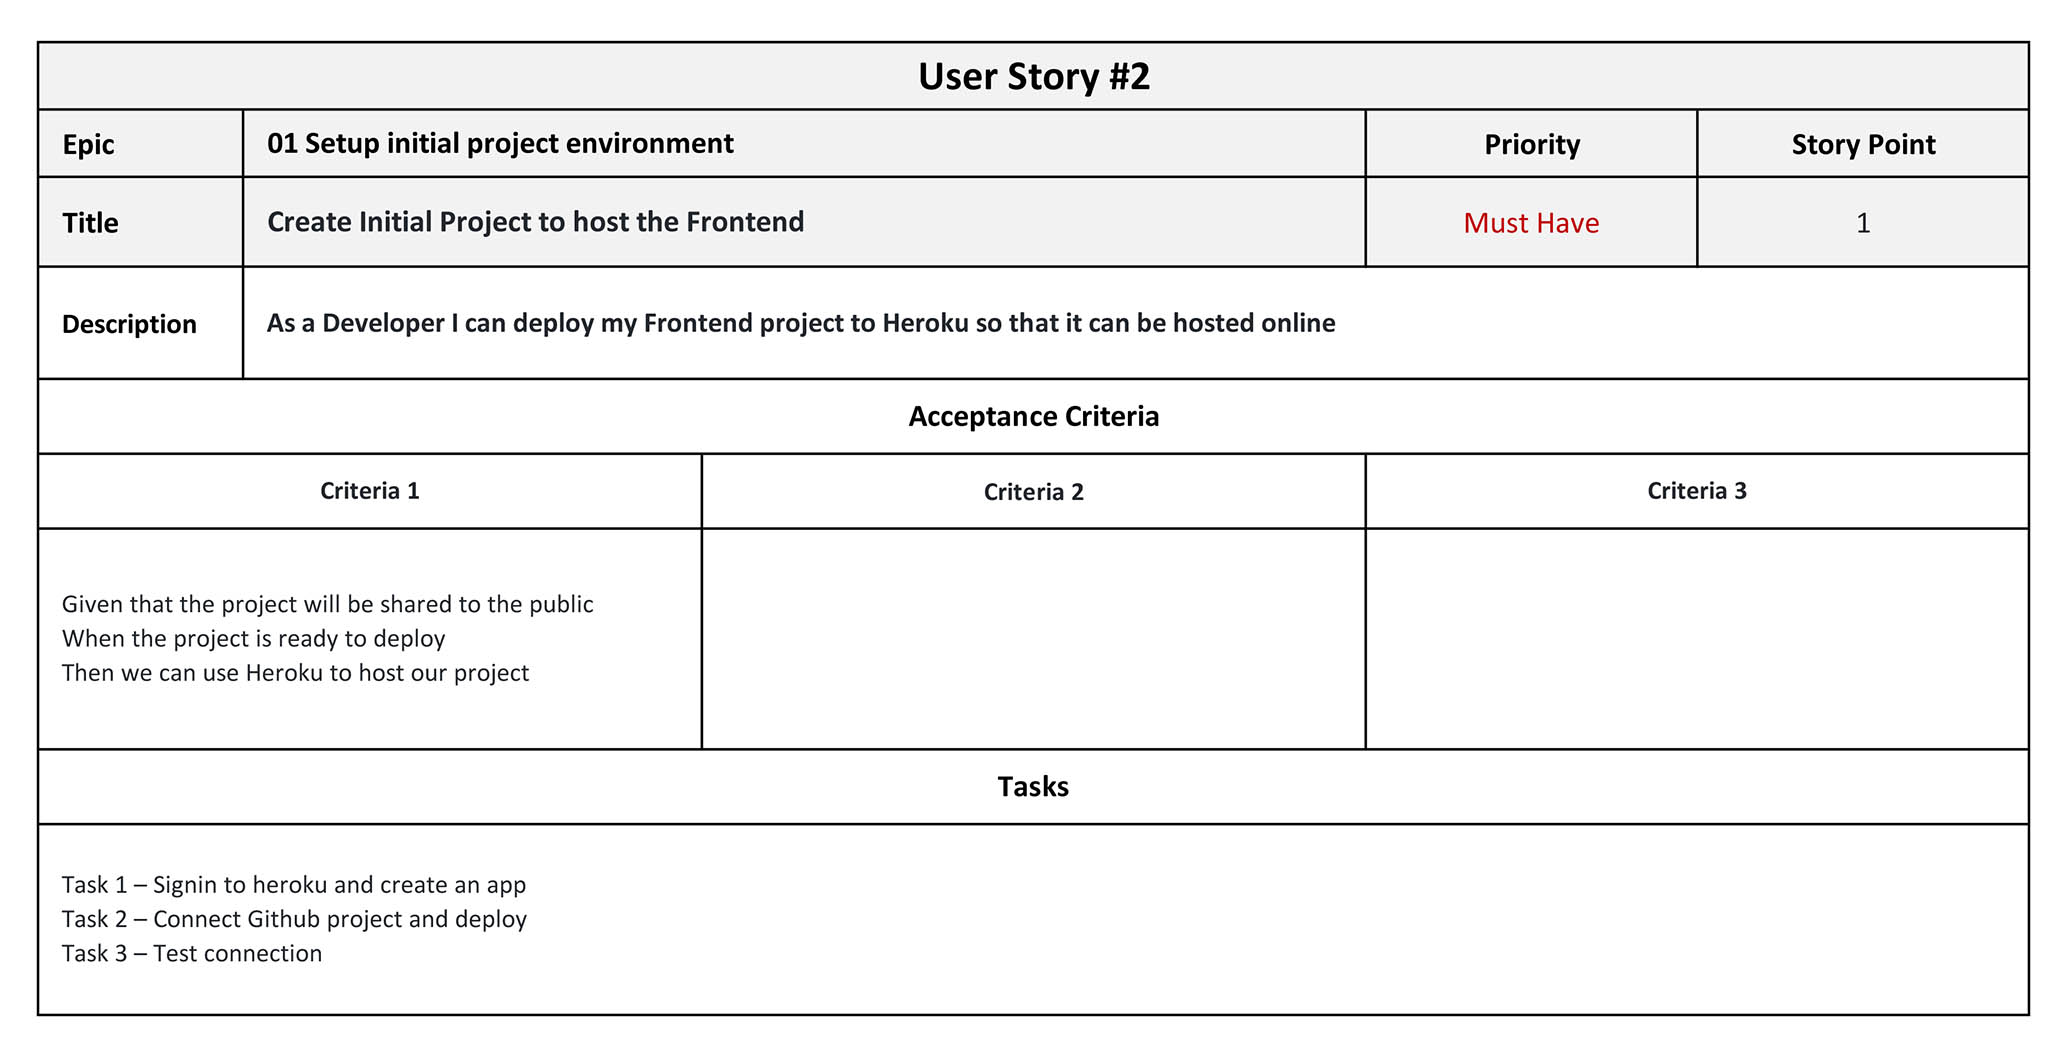 User Story #2
Epic
01 Setup initial project environment
Priority
Story Point
Title
Create Initial Project to host the Frontend
Must Have
1
Description
As a Developer I can deploy my Frontend project to Heroku so that it can be hosted online
Acceptance Criteria
Criteria 1
Criteria 2
Criteria 3
Given that the project will be shared to the public
When the project is ready to deploy
Then we can use Heroku to host our project
Tasks
Task 1 – Signin to heroku and create an app
Task 2 – Connect Github project and deploy
Task 3 – Test connection